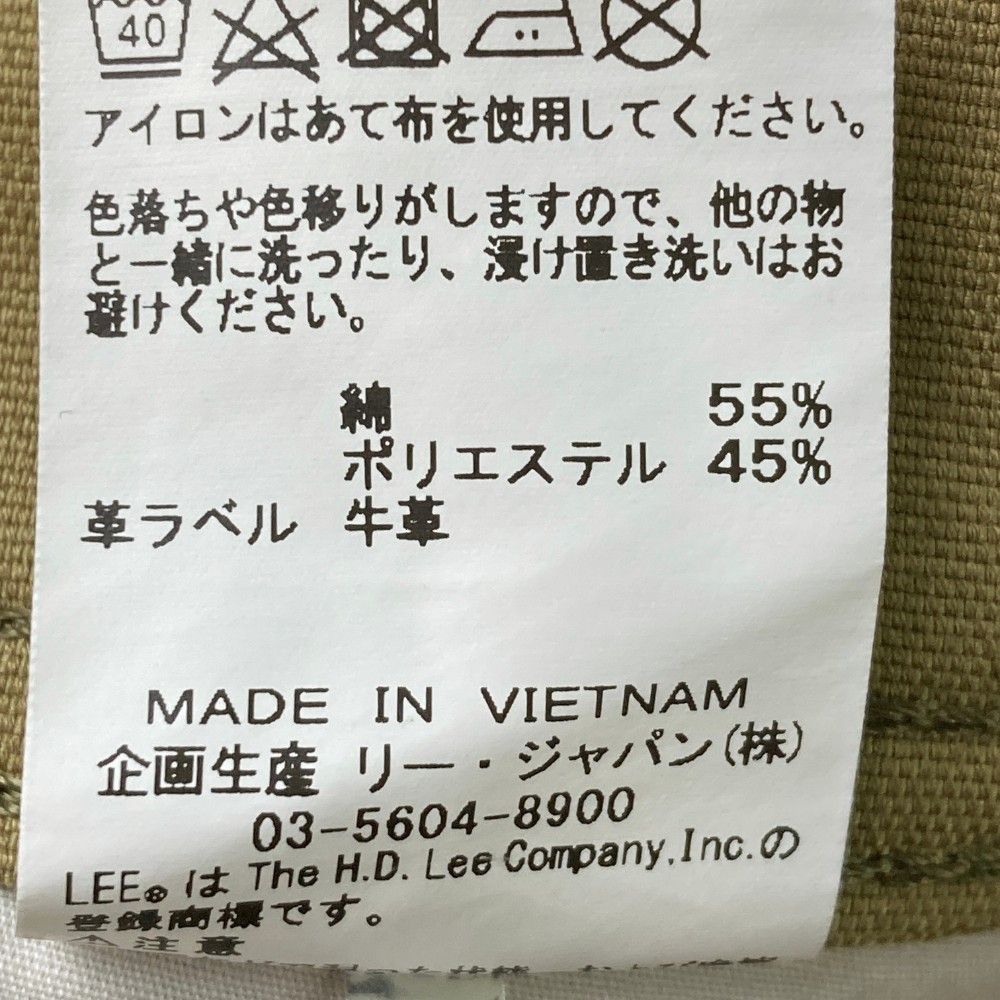 40
アイロンはあて布を使用してください。
色落ちや色移りがしますので、他の物
と一緒に洗ったり、浸け置き洗いはお
避けください。
綿 55%
ポリエステル 45%
革ラベル 牛革
MADE IN VIETNAM
企画生産 リー・ジャパン(株)
03-5604-8900
LEE® は The H.D. Lee Company,Inc.の
登録商標です。
注意